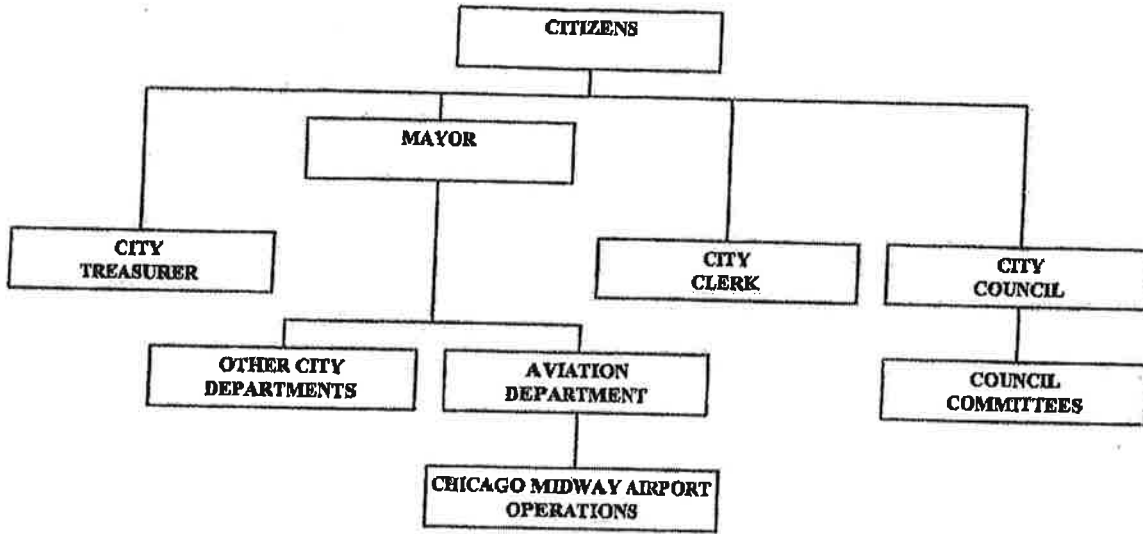 CITIZENS
MAYOR
CITY
TREASURER
CITY
CLERK
CITY
COUNCIL
OTHER CITY
DEPARTMENTS
AVIATION
DEPARTMENT
COUNCIL
COMMITTEES
CHICAGO MIDWAY AIRPORT
OPERATIONS